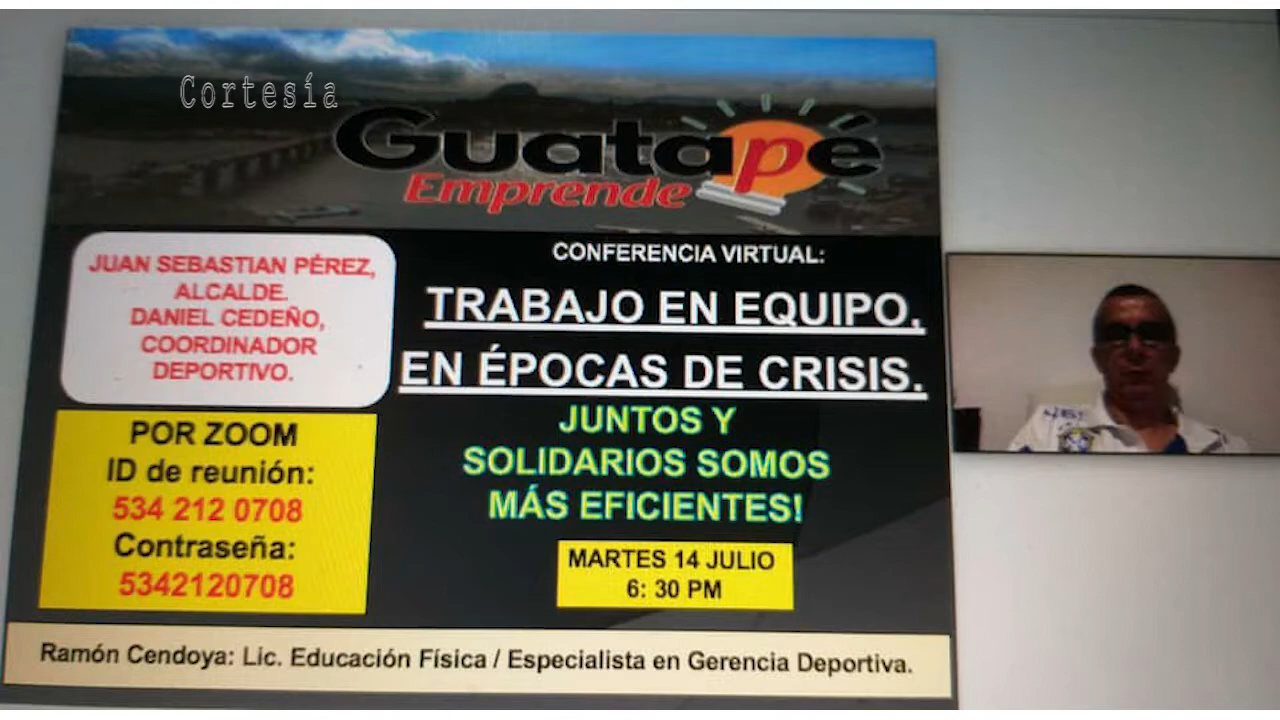 Cortesía
Guatapé
Emprende
JUAN SEBASTIAN PÉREZ,
ALCALDE.
DANIEL CEDEÑO,
COORDINADOR
DEPORTIVO.
POR ZOOM
ID de reunión:
534 212 0708
Contraseña:
5342120708
CONFERENCIA VIRTUAL:
TRABAJO EN EQUIPO,
EN ÉPOCAS DE CRISIS.
JUNTOS Y
SOLIDARIOS SOMOS
MÁS EFICIENTES!
MARTES 14 JULIO
6: 30 PM
Ramón Cendoya: Lic. Educación Física / Especialista en Gerencia Deportiva.